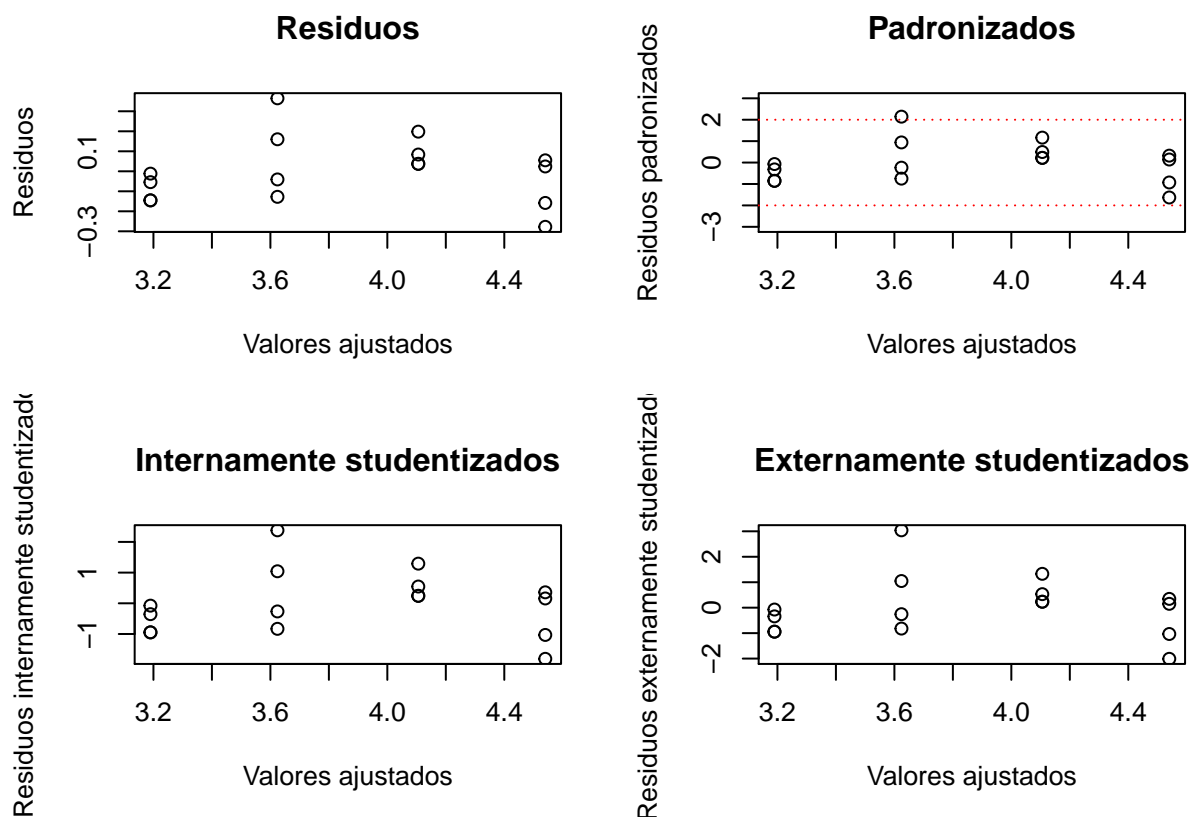 Residuos
Residuos
−0.3 0.1
3.2 3.6 4.0 4.4
Valores ajustados
Padronizados
Residuos padronizados
−3 0 2
3.2 3.6 4.0 4.4
Valores ajustados
Internamente studentizados
Residuos internamente studentizado
−1 1
3.2 3.6 4.0 4.4
Valores ajustados
Externamente studentizados
Residuos externamente studentizad
−2 0 2
3.2 3.6 4.0 4.4
Valores ajustados